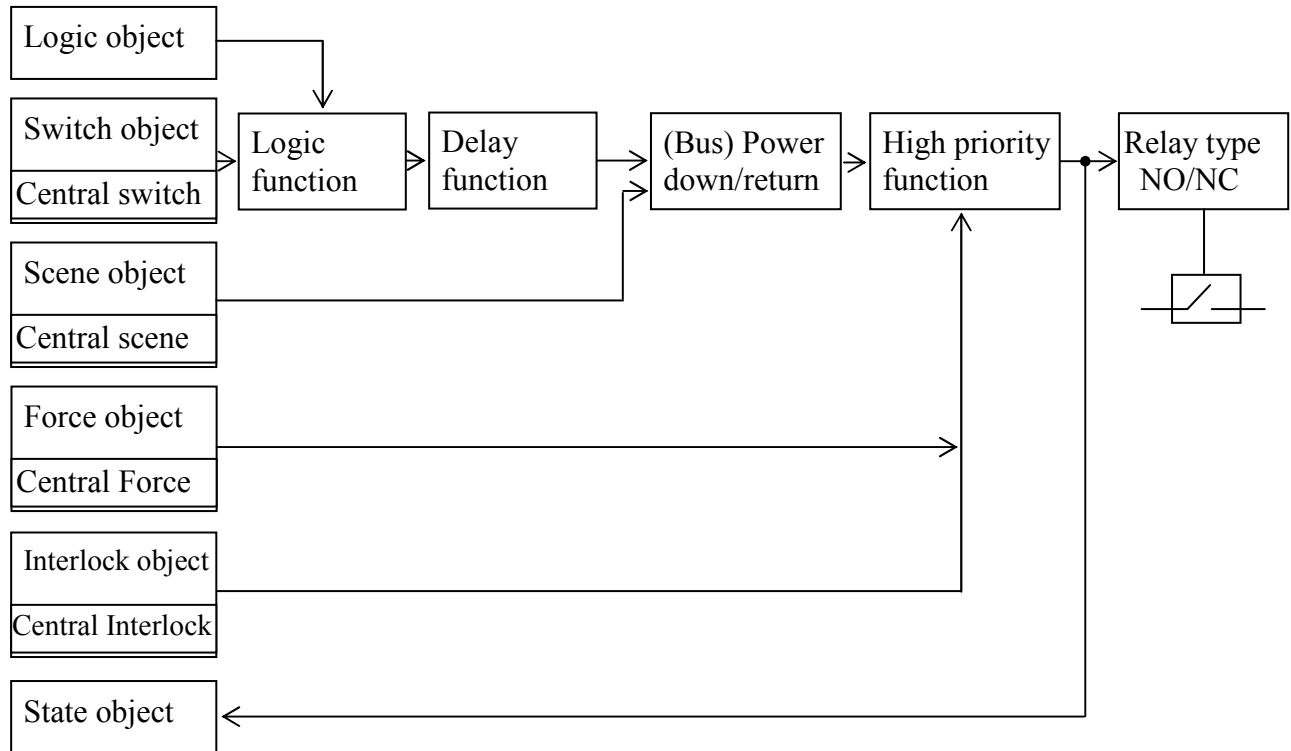 Logic object
Switch object
Central switch
Logic
function
Delay
function
(Bus) Power
down/return
High priority
function
Relay type
NO/NC
Scene object
Central scene
Force object
Central Force
Interlock object
Central Interlock
State object